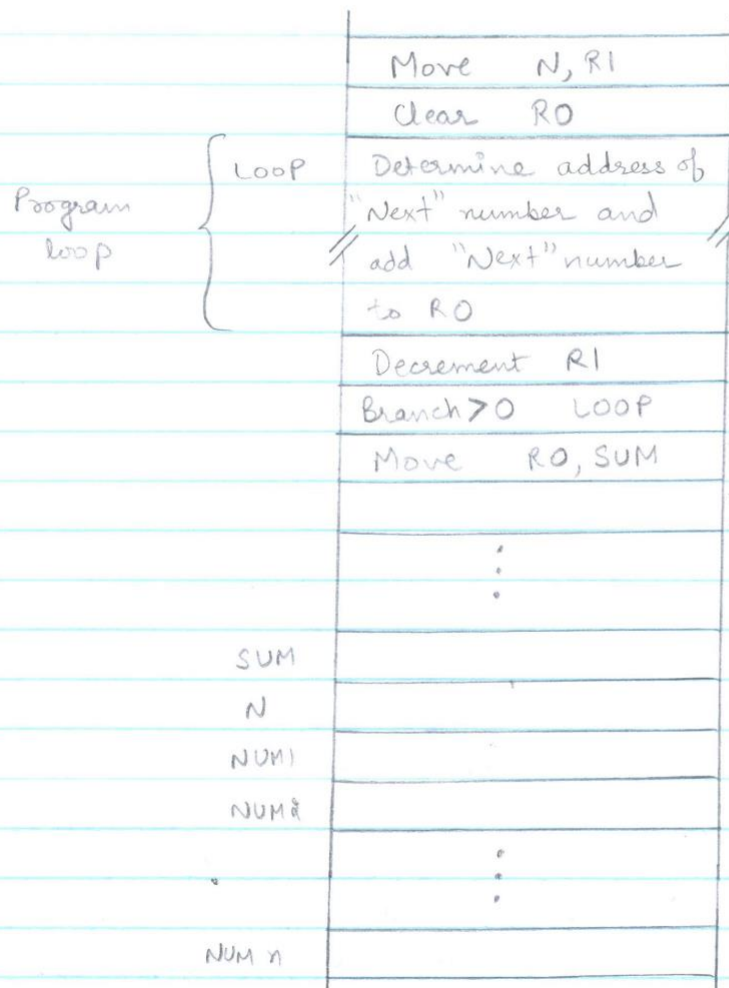 Move N, R1
Clear R0
LOOP Determine address of
Program "Next" number and
loop add "Next" number
to R0
Decrement R1
Branch>0 LOOP
Move R0, SUM
SUM
N
NUM1
NUM2
NUM n